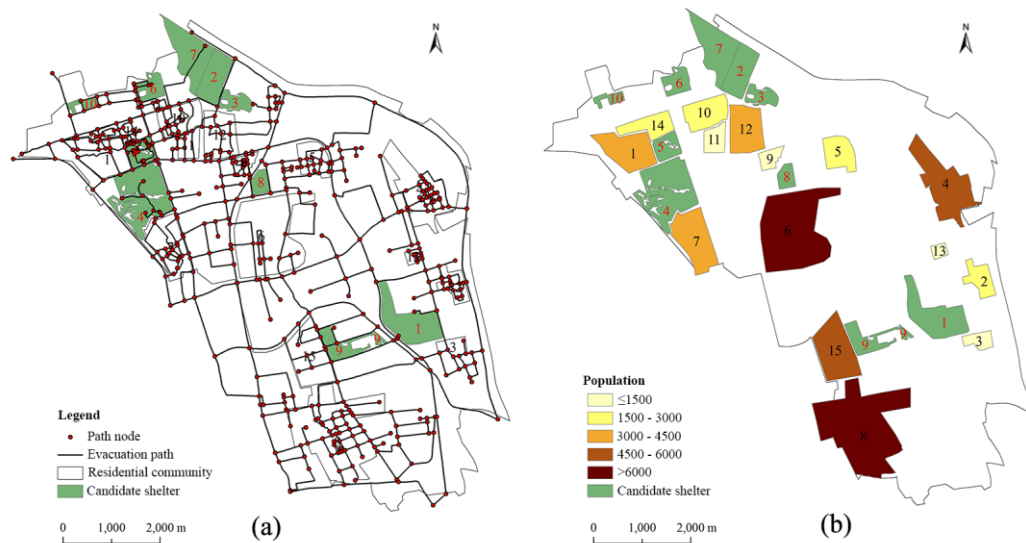 N
7
2
6
3
10
8
5
4
1
3
9
9
15
Legend
Path node
Evacuation path
Residential community
Candidate shelter
0 1,000 2,000 m
(a)
N
7
2
6
3
10
10
14
11
12
1
5
9
5
8
4
4
7
6
13
2
1
3
15
9
9
8
Population
≤1500
1500 - 3000
3000 - 4500
4500 - 6000
>6000
Candidate shelter
0 1,000 2,000 m
(b)